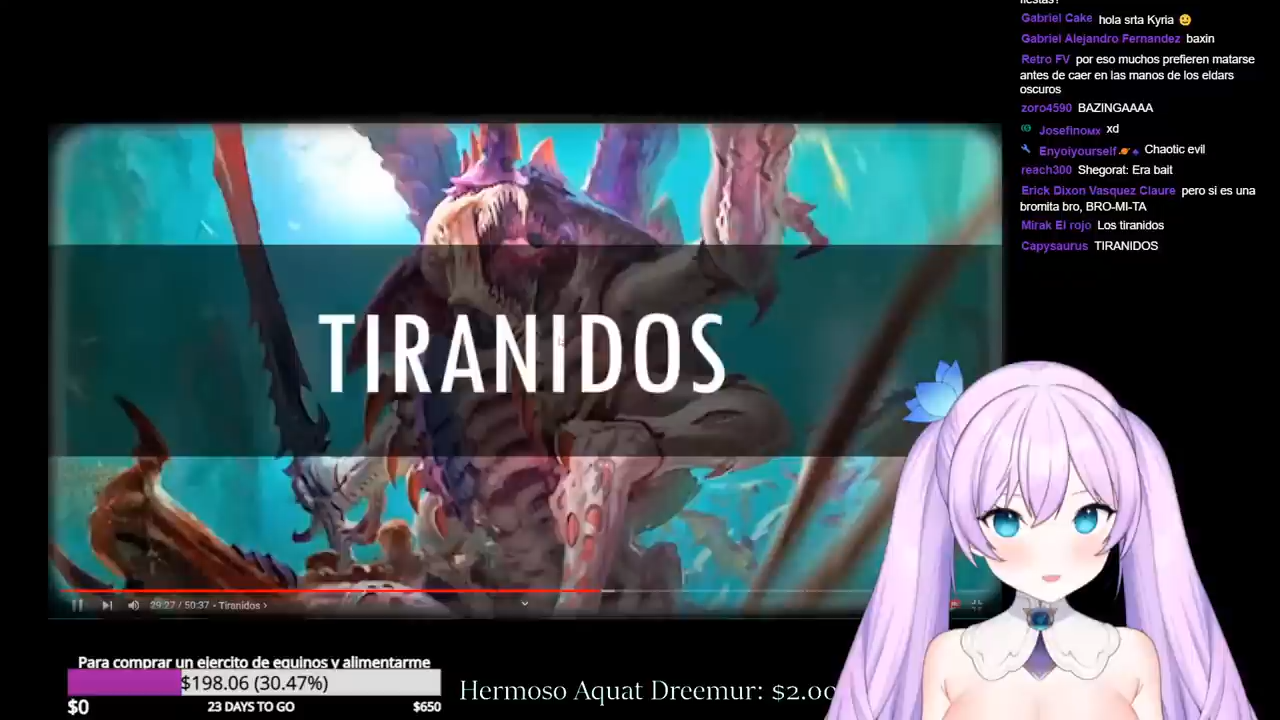 Gabriel Cake hola srta Kyria 🙂
Gabriel Alejandro Fernandez baxin
Retro FV por eso muchos prefieren matarse
antes de caer en las manos de los eldars
oscuros
zoro4590 BAZINGAAAA
Josefinoмx xd
Enyoiyourself Chaotic evil
reach300 Shegorat: Era bait
Erick Dixon Vasquez Claure pero si es una
bromita bro, BRO-MI-TA
Mirak El rojo Los tiranidos
Capysaurus TIRANIDOS
TIRANIDOS
29:27 / 50:37 • Tiranidos ›
Para comprar un ejercito de equinos y alimentarme
$198.06 (30.47%)
$0 23 DAYS TO GO $650
Hermoso Aquat Dreemur: $2.00